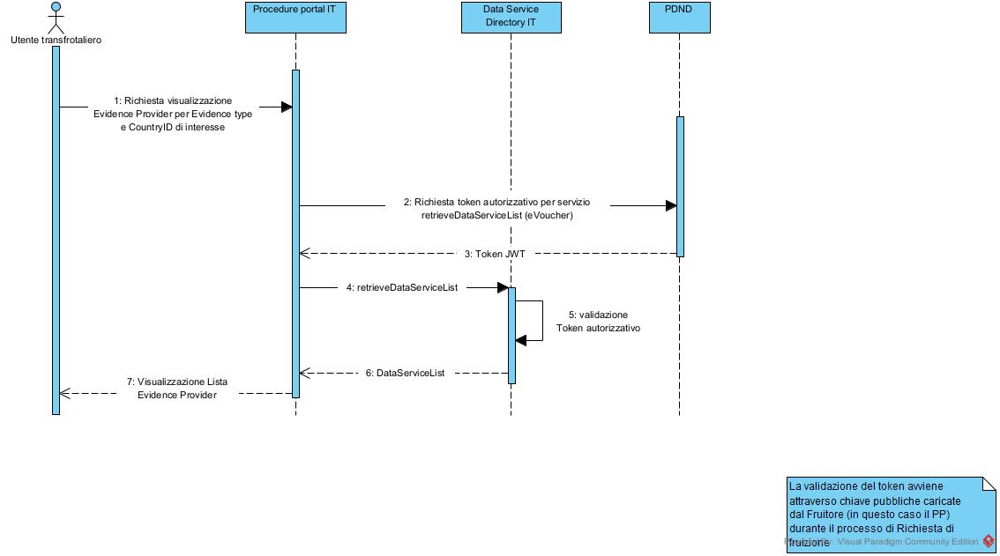 Procedure portal IT
Data Service
Directory IT
PDND
Utente transfrotaliero
1: Richiesta visualizzazione
Evidence Provider per Evidence type
e CountryID di interesse
2: Richiesta token autorizzativo per servizio
retrieveDataServiceList (eVoucher)
3: Token JWT
4: retrieveDataServiceList
5: validazione
Token autorizzativo
6: DataServiceList
7: Visualizzazione Lista
Evidence Provider
La validazione del token avviene
attraverso chiave pubbliche caricate
dal Fruitore (in questo caso il PP)
durante il processo di Richiesta di
fruizione
Powered By Visual Paradigm Community Edition